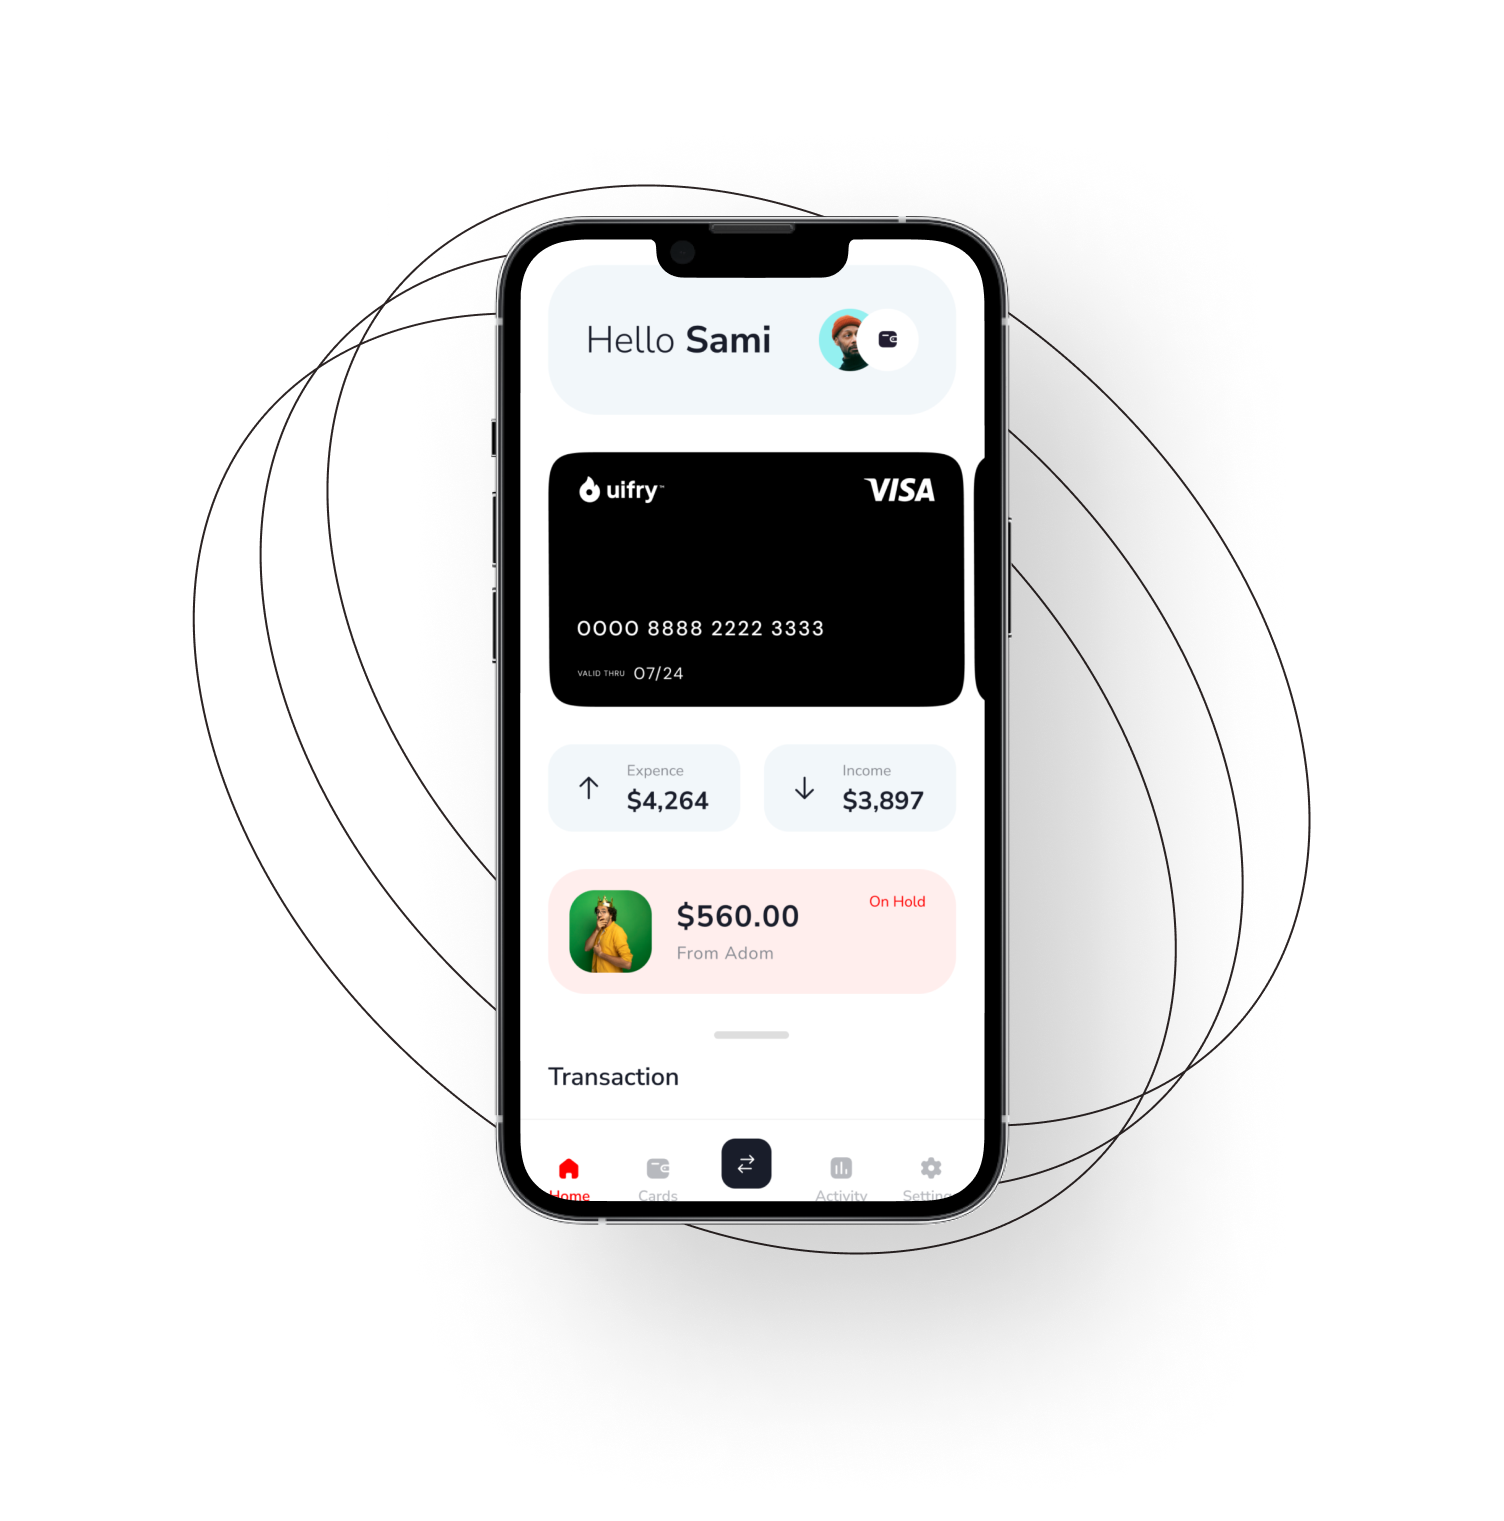 Hello Sami
uifry™
VISA
0000 8888 2222 3333
VALID THRU 07/24
Expence
$4,264
Income
$3,897
$560.00
From Adom
On Hold
Transaction
Home
Cards
Activity
Setting